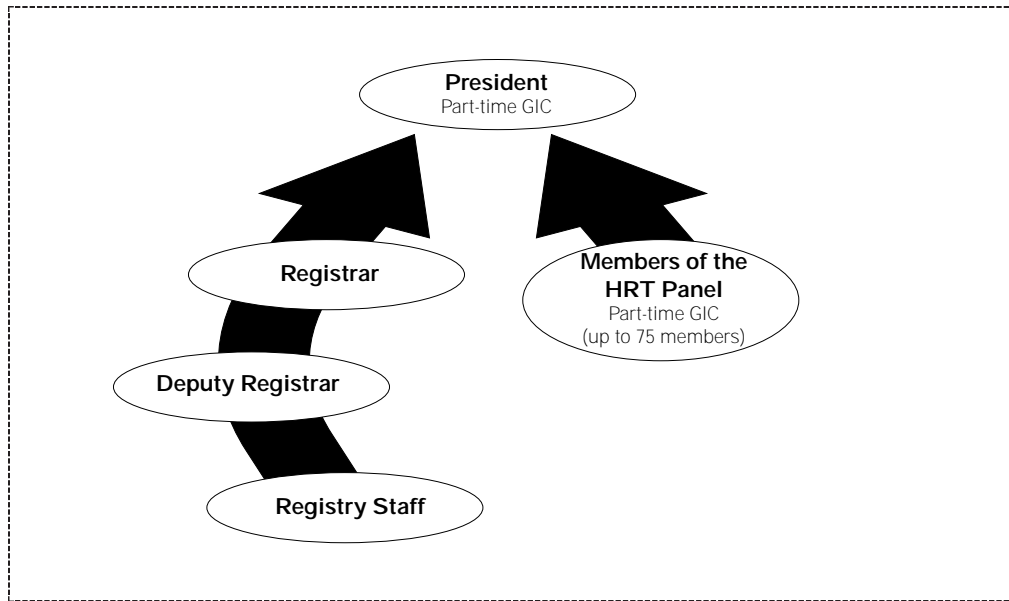 President
Part-time GIC
Registrar
Members of the
HRT Panel
Part-time GIC
(up to 75 members)
Deputy Registrar
Registry Staff